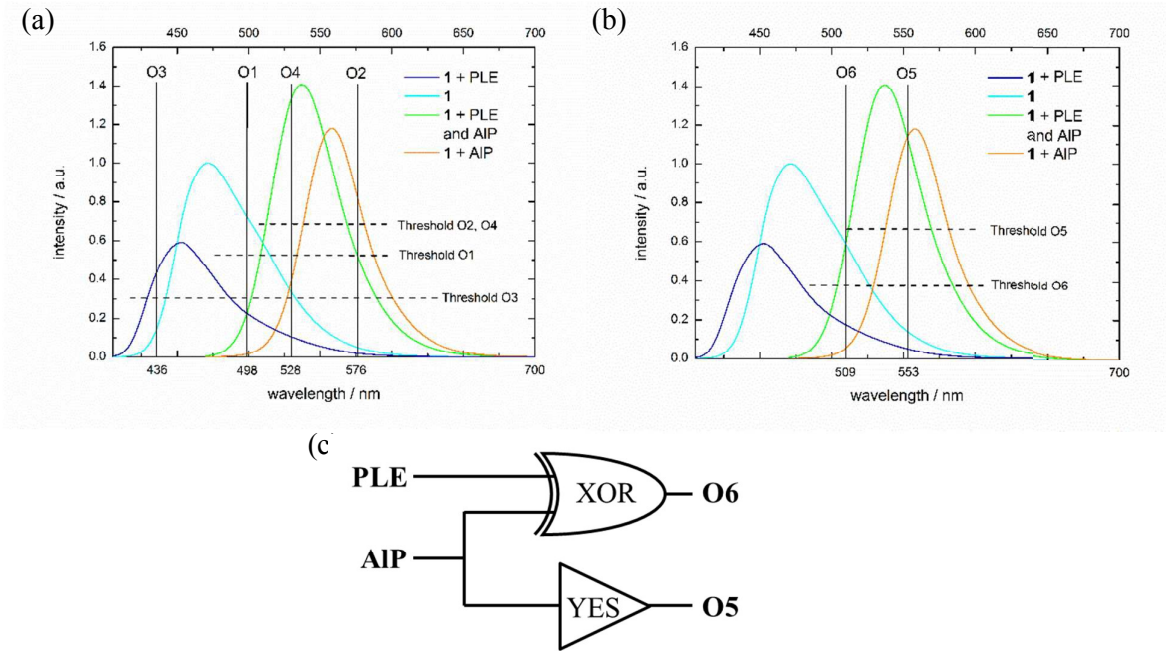 (a)
450 500 550 600 650 700
1.6
1.4
1.2
1.0
0.8
0.6
0.4
0.2
0.0
intensity / a.u.
O3 O1 O4 O2
1 + PLE
1
1 + PLE
and AlP
1 + AlP
Threshold O2, O4
Threshold O1
Threshold O3
436 498 528 576 700
wavelength / nm
(b)
450 500 550 600 650 700
1.6
1.4
1.2
1.0
0.8
0.6
0.4
0.2
0.0
intensity / a.u.
O6 O5
1 + PLE
1
1 + PLE
and AlP
1 + AlP
Threshold O5
Threshold O6
509 553 700
wavelength / nm
(c
PLE XOR O6
AlP
YES O5